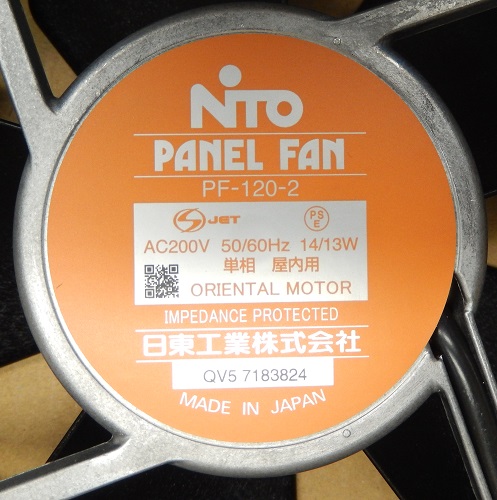 NITO
PANEL FAN
PF-120-2
S JET PS E
AC200V 50/60Hz 14/13W
単相 屋内用
ORIENTAL MOTOR
IMPEDANCE PROTECTED
日東工業株式会社
QV5 7183824
MADE IN JAPAN